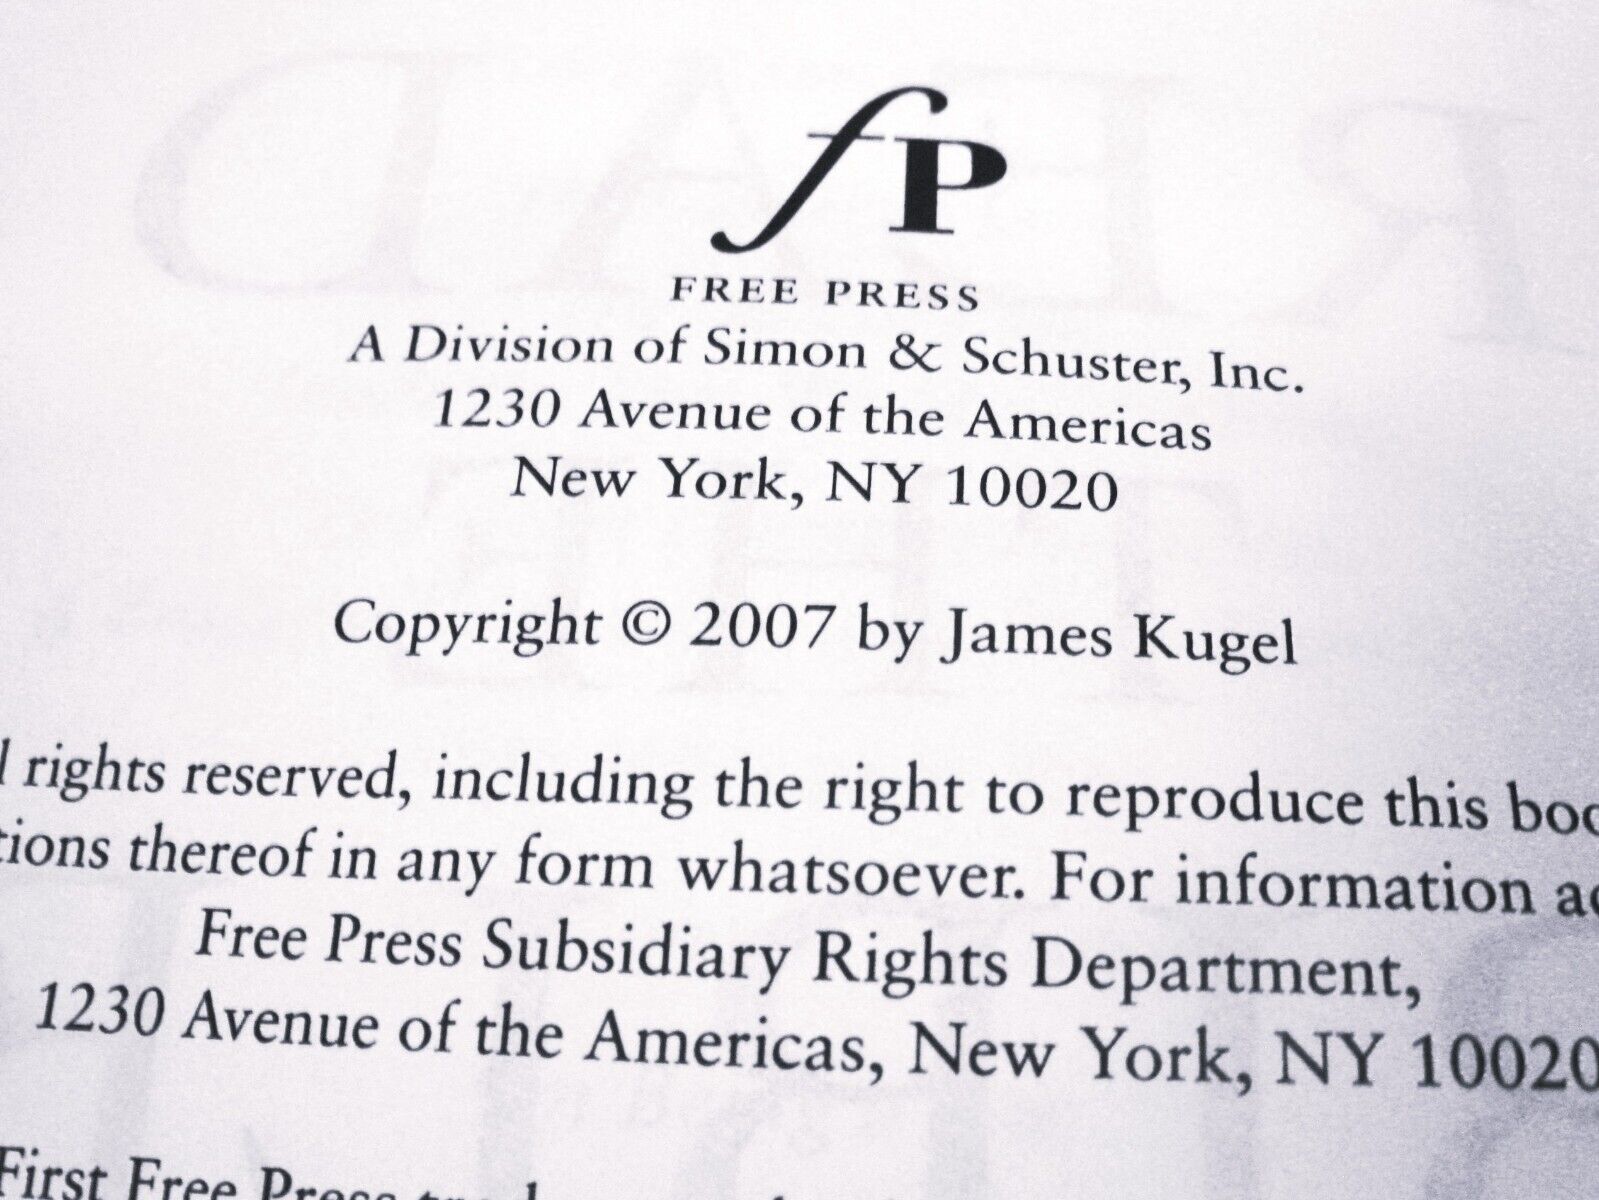 fP
FREE PRESS
A Division of Simon & Schuster, Inc.
1230 Avenue of the Americas
New York, NY 10020
Copyright © 2007 by James Kugel
rights reserved, including the right to reproduce this
thereof in any form whatsoever. For information
Free Press Subsidiary Rights Department,
1230 Avenue of the Americas, New York, NY 10020
First Free Press